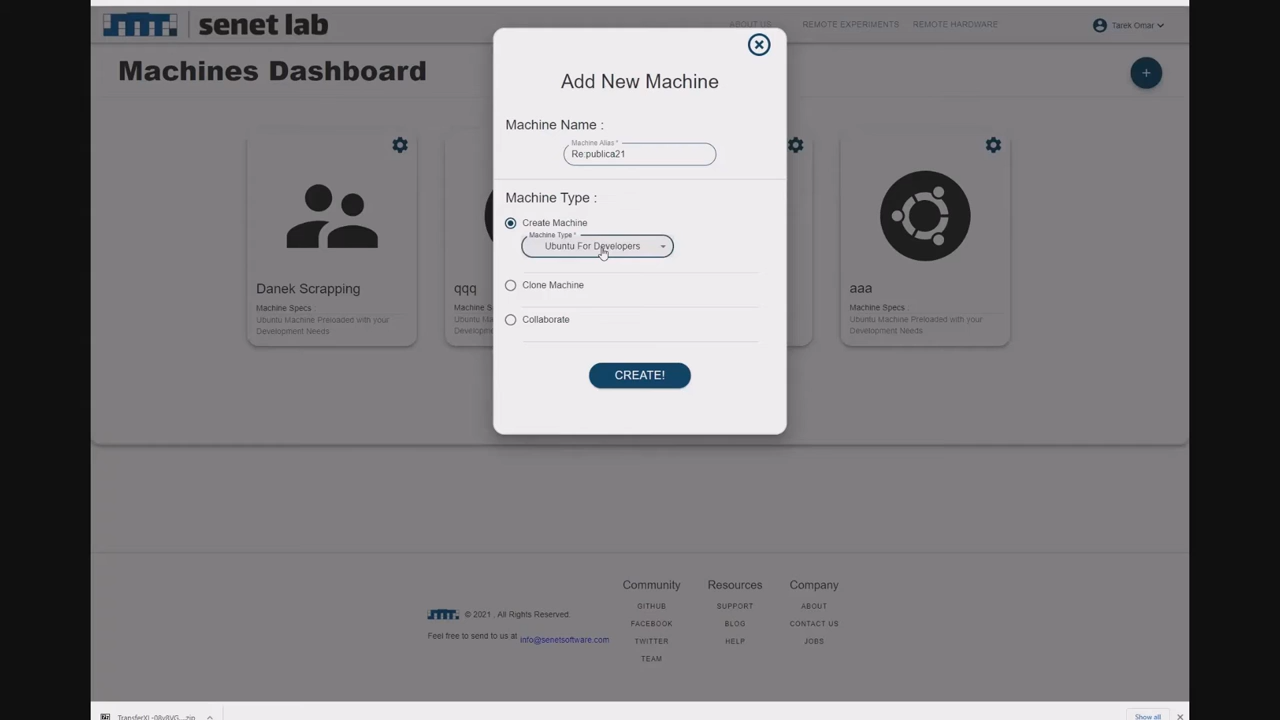 senet lab
ABOUT US
REMOTE EXPERIMENTS
REMOTE HARDWARE
Tarek Omar
Machines Dashboard
+
Add New Machine
Machine Name :
Machine Alias *
Re:publica21
Machine Type :
Create Machine
Machine Type *
Ubuntu For Developers
Clone Machine
Collaborate
CREATE!
Danek Scrapping
Machine Specs :
Ubuntu Machine Preloaded with your
Development Needs
qqq
Machine S
Ubuntu M
Developm
aaa
Machine Specs :
Ubuntu Machine Preloaded with your
Development Needs
© 2021 . All Rights Reserved.
Feel free to send to us at info@senetsoftware.com
Community
GITHUB
FACEBOOK
TWITTER
TEAM
Resources
SUPPORT
BLOG
HELP
Company
ABOUT
CONTACT US
JOBS
Show all